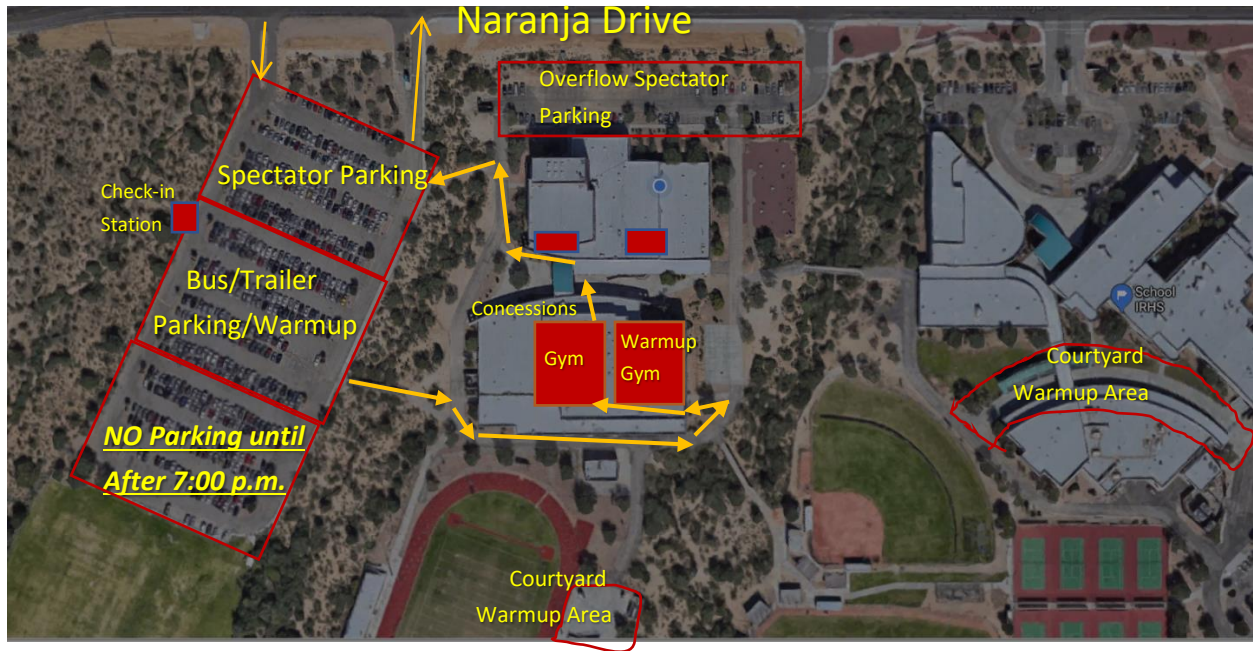 Naranja Drive
Overflow Spectator
Parking
Spectator Parking
Check-in
Station
Bus/Trailer
Parking/Warmup
Concessions
School
IRHS
Gym
Warmup
Gym
Courtyard
Warmup Area
NO Parking until
After 7:00 p.m.
Courtyard
Warmup Area